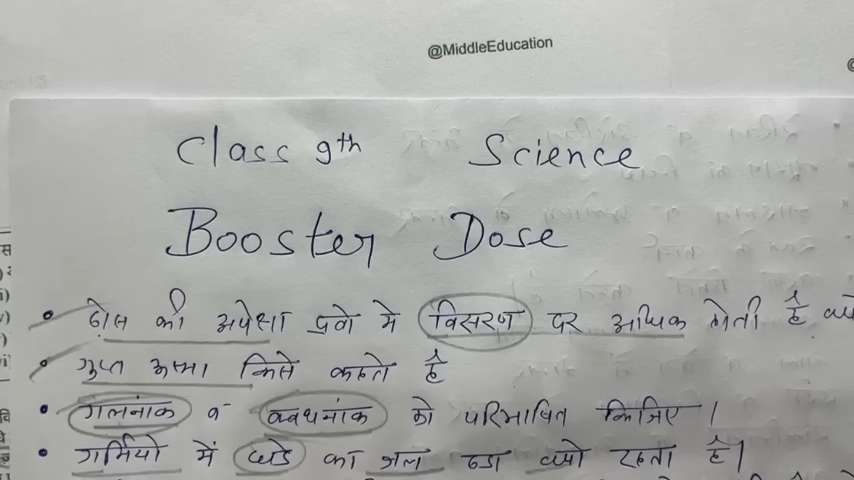 @MiddleEducation
Class 9th Science
Booster Dose
• ठोस की अपेक्षा द्रवो मे विसरण दर अधिक होती है क्यो
• गुप्त ऊष्मा किसे कहते है
• गलनांक व क्वथनांक को परिभाषित किजिए।
• गर्मियो में घडे का जल ठडा क्यो रहता है।